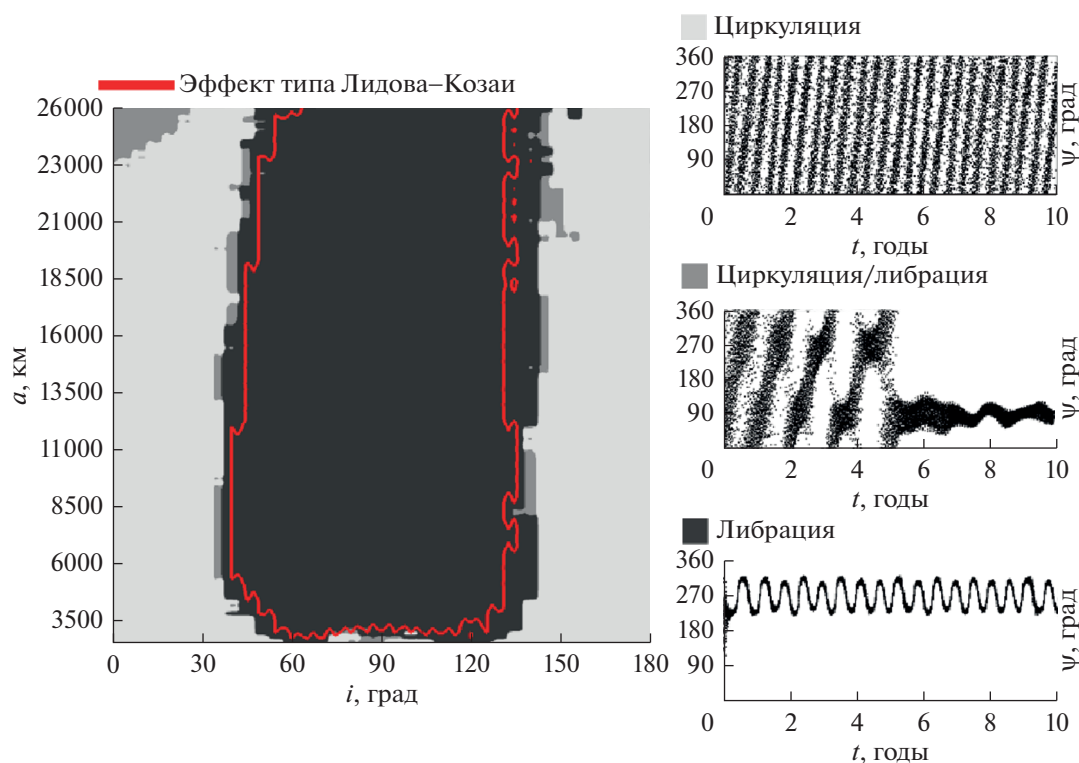 Эффект типа Лидова–Козаи
26000
23000
21000
18500
16000
13500
11000
8500
6000
3500
a, км
0 30 60 90 120 150 180
i, град
Циркуляция
360
270
180
90
0 2 4 6 8 10
t, годы
ψ, град
Циркуляция/либрация
360
270
180
90
0 2 4 6 8 10
t, годы
ψ, град
Либрация
360
270
180
90
0 2 4 6 8 10
t, годы
ψ, град